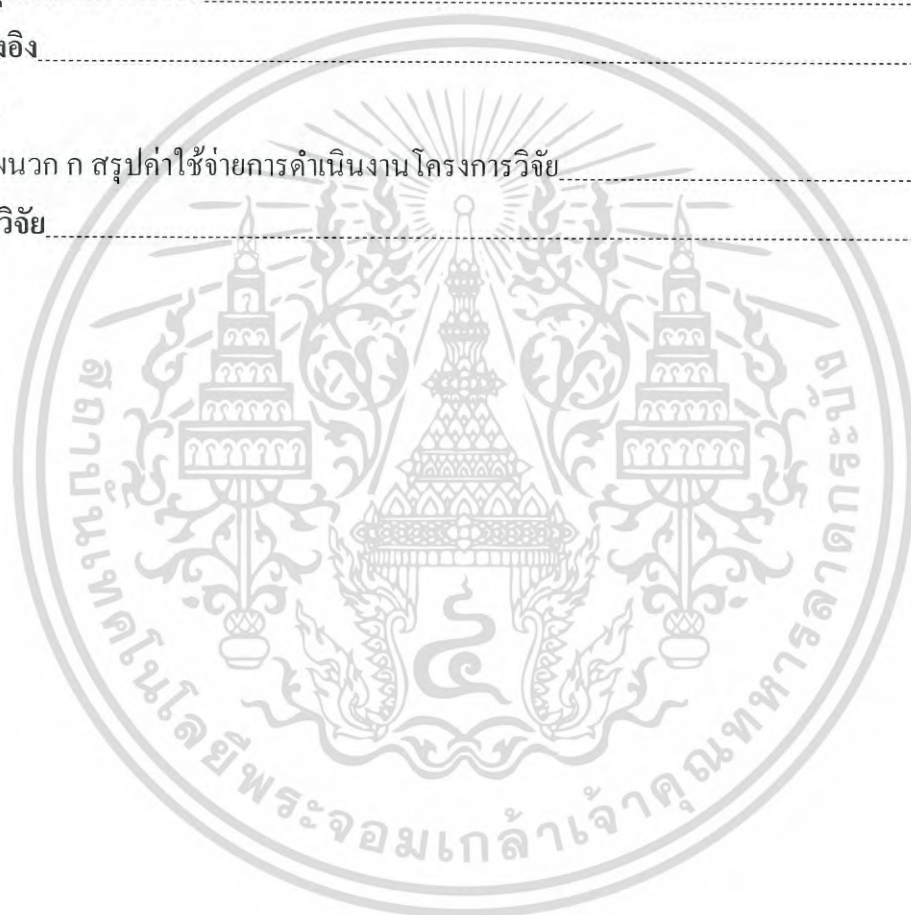 งอิง
ผนวก ก สรุปค่าใช้จ่ายการดำเนินงานโครงการวิจัย
วิจัย
สถาบันเทคโนโลยีพระจอมเกล้าเจ้าคุณทหารลาดกระบัง
๔